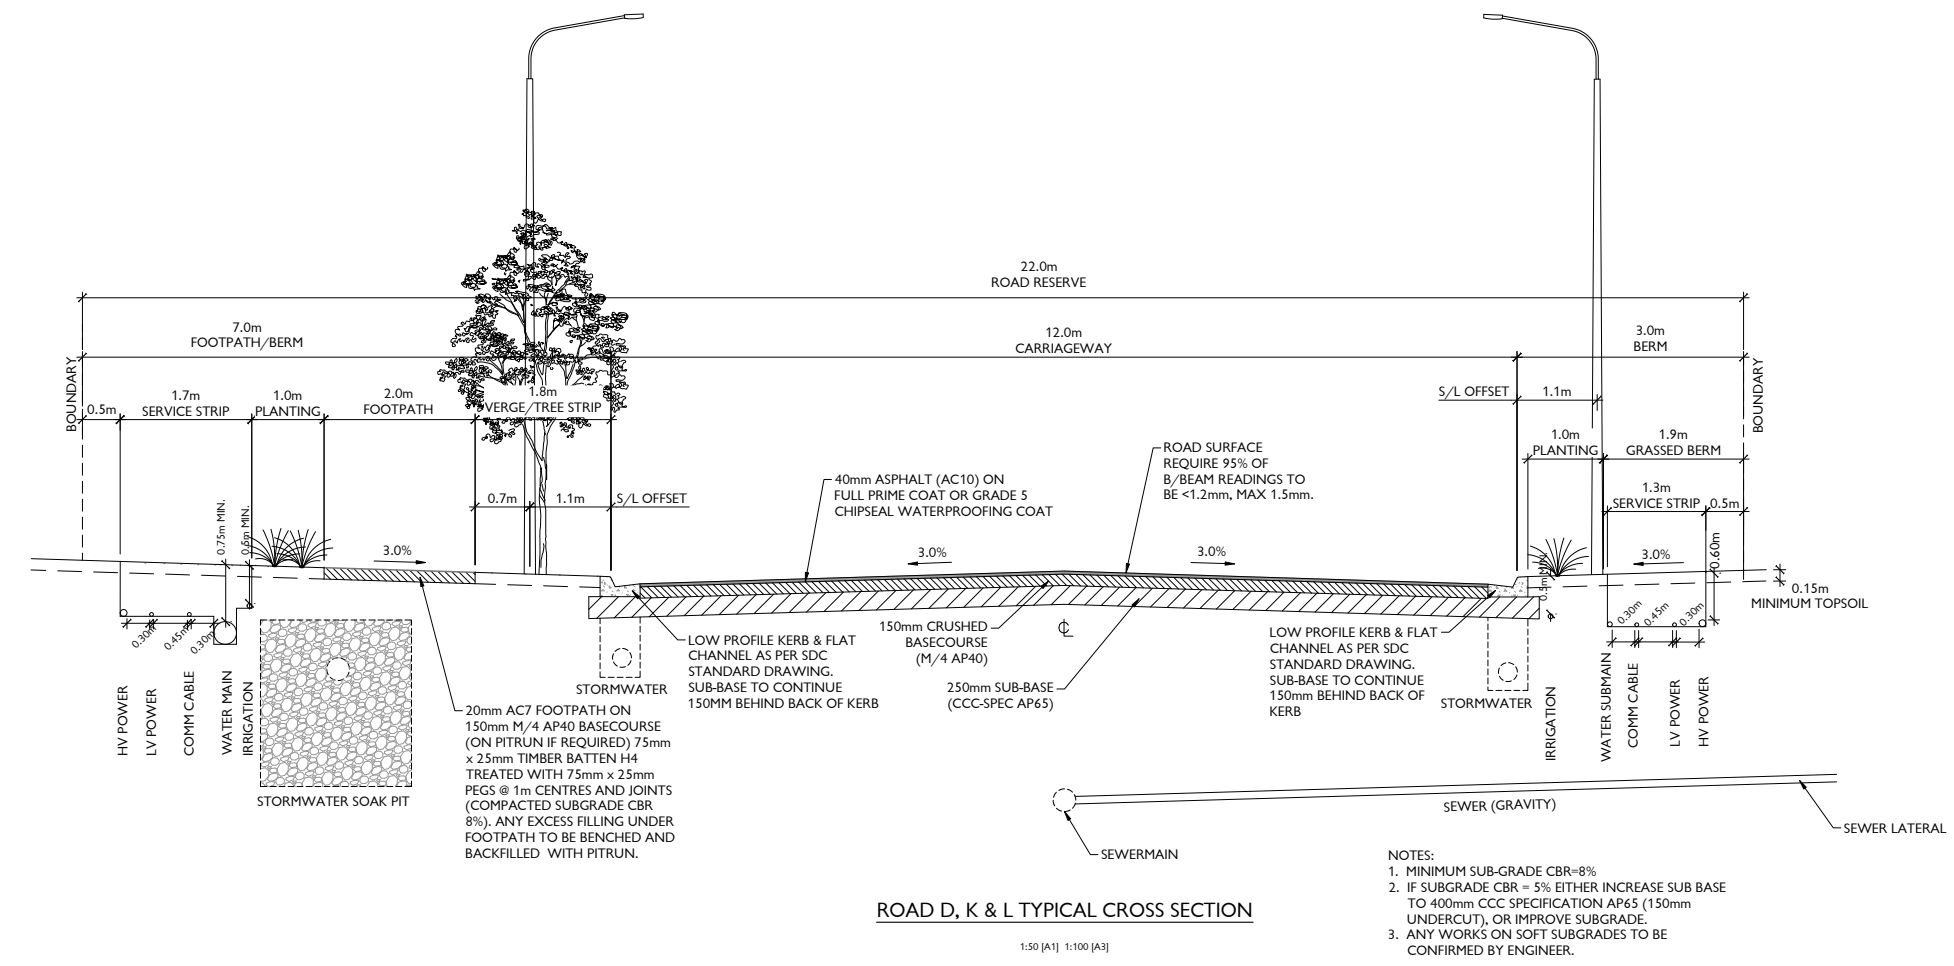 22.0m
ROAD RESERVE
7.0m
FOOTPATH/BERM
12.0m
CARRIAGEWAY
3.0m
BERM
BOUNDARY
BOUNDARY
0.5m
1.7m
SERVICE STRIP
1.0m
PLANTING
2.0m
FOOTPATH
1.8m
VERGE/TREE STRIP
S/L OFFSET
1.1m
1.0m
PLANTING
1.9m
GRASSED BERM
1.3m
SERVICE STRIP
0.5m
0.7m
1.1m
S/L OFFSET
40mm ASPHALT (AC10) ON
FULL PRIME COAT OR GRADE 5
CHIPSEAL WATERPROOFING COAT
ROAD SURFACE
REQUIRE 95% OF
B/BEAM READINGS TO
BE <1.2mm, MAX 1.5mm.
0.75m MIN.
0.5m MIN.
3.0%
3.0%
3.0%
3.0%
0.5m MIN.
0.60m
0.15m
MINIMUM TOPSOIL
0.30m
0.45m
0.30m
0.30m
0.45m
0.30m
HV POWER
LV POWER
COMM CABLE
WATER MAIN
IRRIGATION
STORMWATER SOAK PIT
STORMWATER
LOW PROFILE KERB & FLAT
CHANNEL AS PER SDC
STANDARD DRAWING.
SUB-BASE TO CONTINUE
150MM BEHIND BACK OF KERB
150mm CRUSHED
BASECOURSE
(M/4 AP40)
250mm SUB-BASE
(CCC-SPEC AP65)
℄
LOW PROFILE KERB & FLAT
CHANNEL AS PER SDC
STANDARD DRAWING.
SUB-BASE TO CONTINUE
150mm BEHIND BACK OF
KERB
STORMWATER
IRRIGATION
WATER SUBMAIN
COMM CABLE
LV POWER
HV POWER
20mm AC7 FOOTPATH ON
150mm M/4 AP40 BASECOURSE
(ON PITRUN IF REQUIRED) 75mm
x 25mm TIMBER BATTEN H4
TREATED WITH 75mm x 25mm
PEGS @ 1m CENTRES AND JOINTS
(COMPACTED SUBGRADE CBR
8%). ANY EXCESS FILLING UNDER
FOOTPATH TO BE BENCHED AND
BACKFILLED WITH PITRUN.
SEWER (GRAVITY)
SEWER LATERAL
SEWERMAIN
NOTES:
1. MINIMUM SUB-GRADE CBR=8%
2. IF SUBGRADE CBR = 5% EITHER INCREASE SUB BASE
TO 400mm CCC SPECIFICATION AP65 (150mm
UNDERCUT), OR IMPROVE SUBGRADE.
3. ANY WORKS ON SOFT SUBGRADES TO BE
CONFIRMED BY ENGINEER.
ROAD D, K & L TYPICAL CROSS SECTION
1:50 [A1] 1:100 [A3]